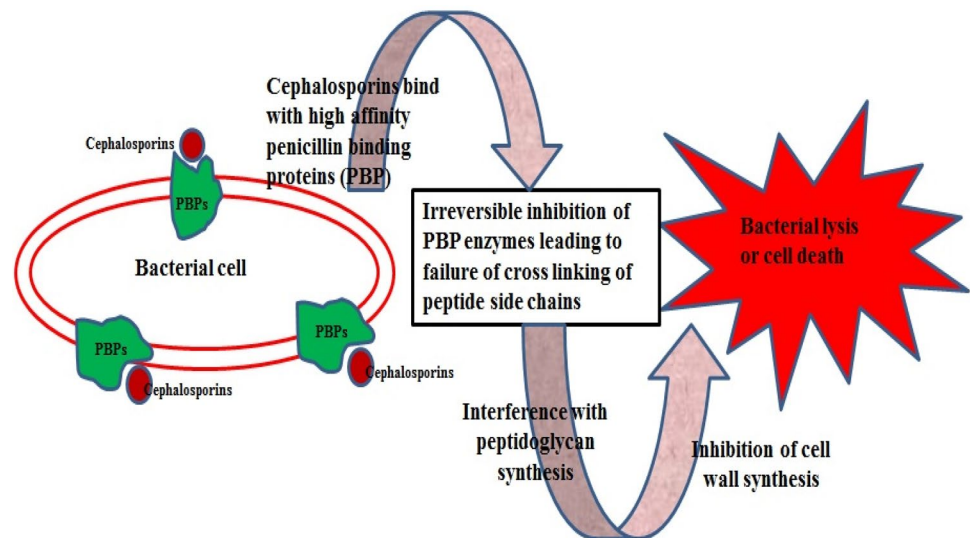 Cephalosporins bind
with high affinity
penicillin binding
proteins (PBP)
Cephalosporins
PBPs
Bacterial cell
PBPs
Cephalosporins
PBPs
Cephalosporins
Irreversible inhibition of
PBP enzymes leading to
failure of cross linking of
peptide side chains
Interference with
peptidoglycan
synthesis
Inhibition of cell
wall synthesis
Bacterial lysis
or cell death